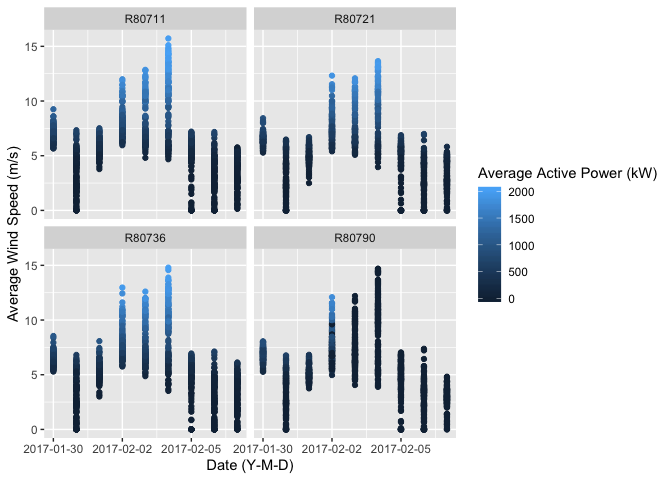 R80711
R80721
15
10
5
0
R80736
R80790
15
10
5
0
2017-01-30
2017-02-02
2017-02-05
2017-01-30
2017-02-02
2017-02-05
Date (Y-M-D)
Average Wind Speed (m/s)
Average Active Power (kW)
2000
1500
1000
500
0